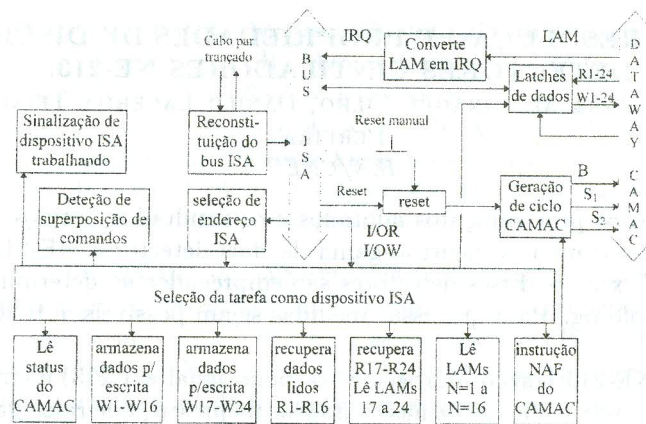 Cabo par
trançado
BUS ISA
IRQ
Converte
LAM em IRQ
LAM
DATAWAY CAMAC
Latches
de dados
R1-24
W1-24
Sinalização de
dispositivo ISA
trabalhando
Reconsti-
tuição do
bus ISA
Reset manual
Deteção de
superposição de
comandos
seleção de
endereço
ISA
Reset
reset
I/OR
I/OW
Geração
de ciclo
CAMAC
B
S1
S2
Seleção da tarefa como dispositivo ISA
Lê
status
do
CAMAC
armazena
dados p/
escrita
W1-W16
armazena
dados
p/escrita
W17-W24
recupera
dados
lidos
R1-R16
recupera
R17-R24
Lê LAMs
17 a 24
Lê
LAMs
N=1 a
N=16
instrução
NAF
do
CAMAC